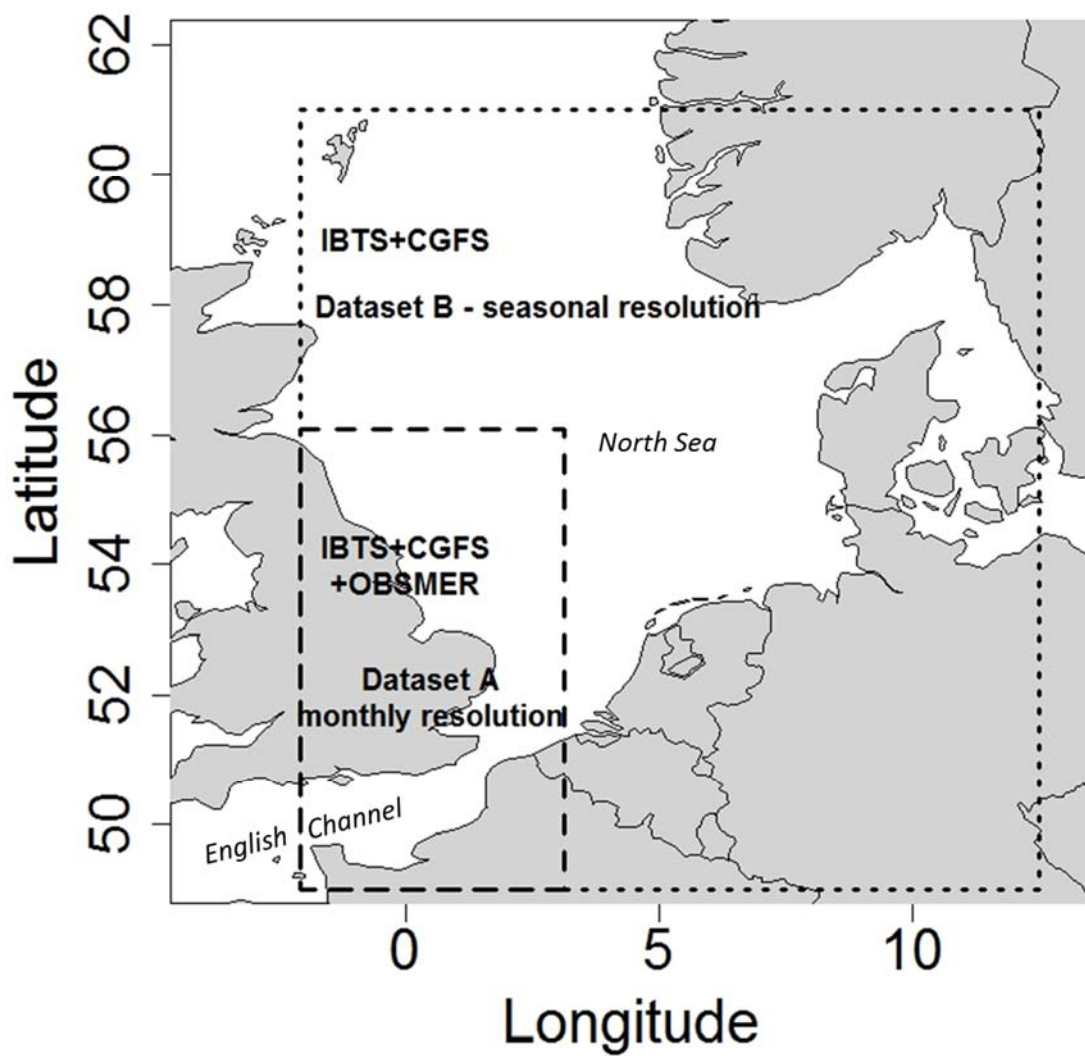 Latitude
62
60
58
56
54
52
50
IBTS+CGFS
Dataset B - seasonal resolution
North Sea
IBTS+CGFS
+OBSMER
Dataset A
monthly resolution
English Channel
0 5 10
Longitude